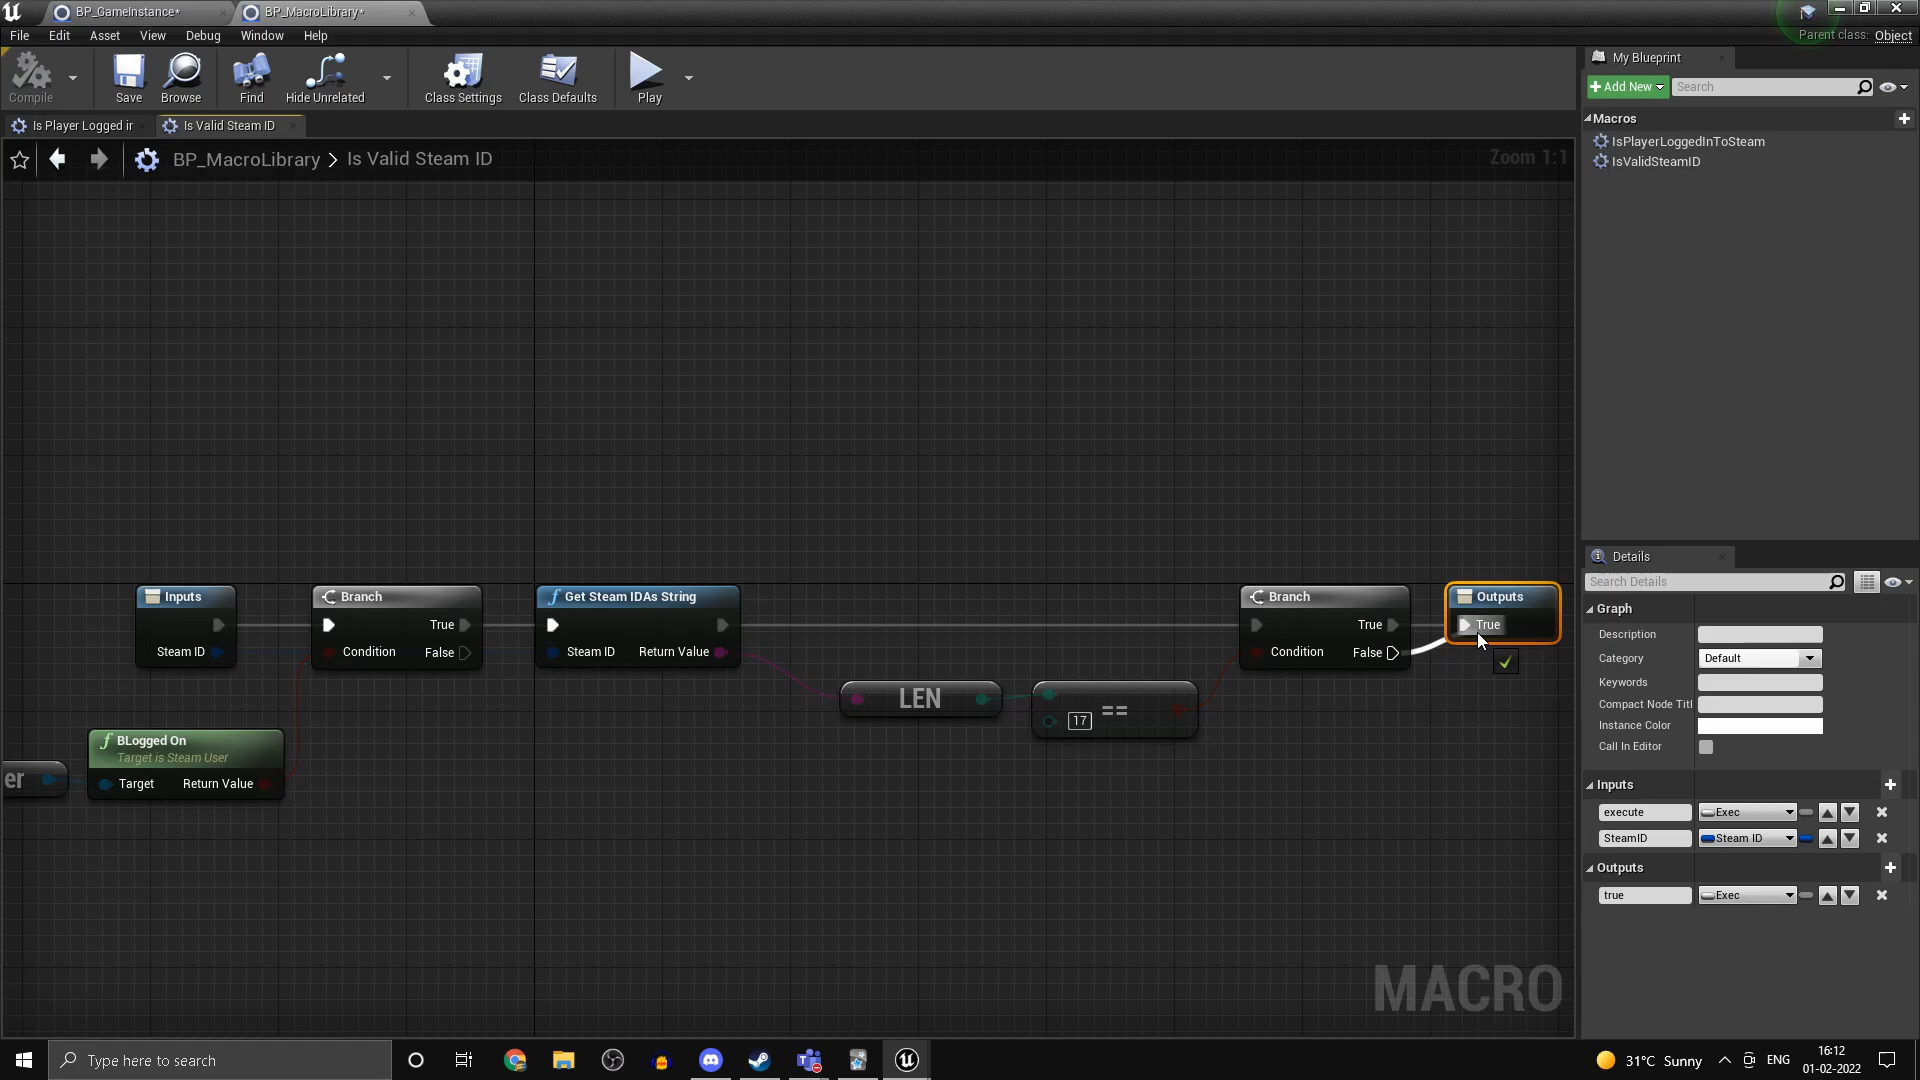 BP_GameInstance*
BP_MacroLibrary*
File Edit Asset View Window Debug Window Help
Parent class: Object
Compile
Save
Browse
Find
Hide Unrelated
Class Settings
Class Defaults
Play
My Blueprint
+ Add New
Search
Is Player Logged ir
Is Valid Steam ID
Macros
IsPlayerLoggedInToSteam
IsValidSteamID
BP_MacroLibrary > Is Valid Steam ID
Zoom 1:1
Inputs
Steam ID
Branch
True
Condition
False
Get Steam IDAs String
Steam ID
Return Value
LEN
17
==
Branch
True
Condition
False
Outputs
True
er
BLogged On
Target is Steam User
Target
Return Value
MACRO
Details
Search Details
Graph
Description
Category
Default
Keywords
Compact Node Titl
Instance Color
Call In Editor
Inputs
execute
Exec
SteamID
Steam ID
Outputs
true
Exec
Type here to search
31°C Sunny
ENG
16:12
01-02-2022